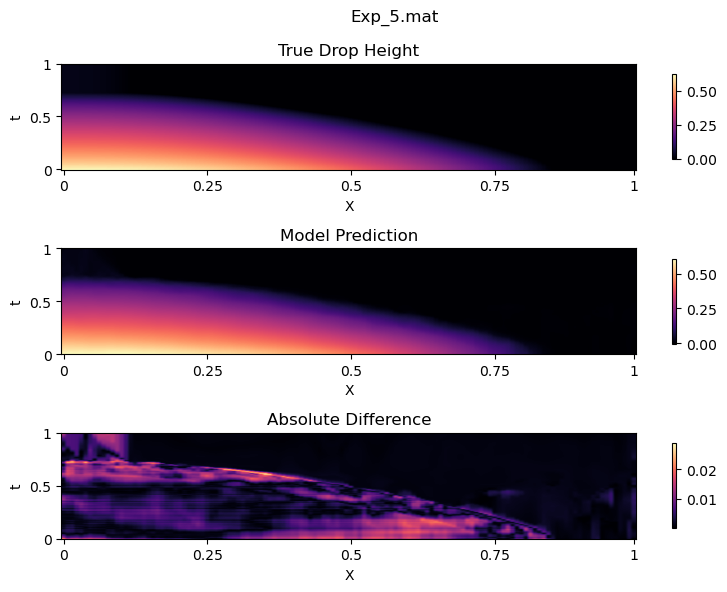 Exp_5.mat
True Drop Height
1
0.5
0
t
0 0.25 0.5 0.75 1
X
0.50
0.25
0.00
Model Prediction
1
0.5
0
t
0 0.25 0.5 0.75 1
X
0.50
0.25
0.00
Absolute Difference
1
0.5
0
t
0 0.25 0.5 0.75 1
X
0.02
0.01